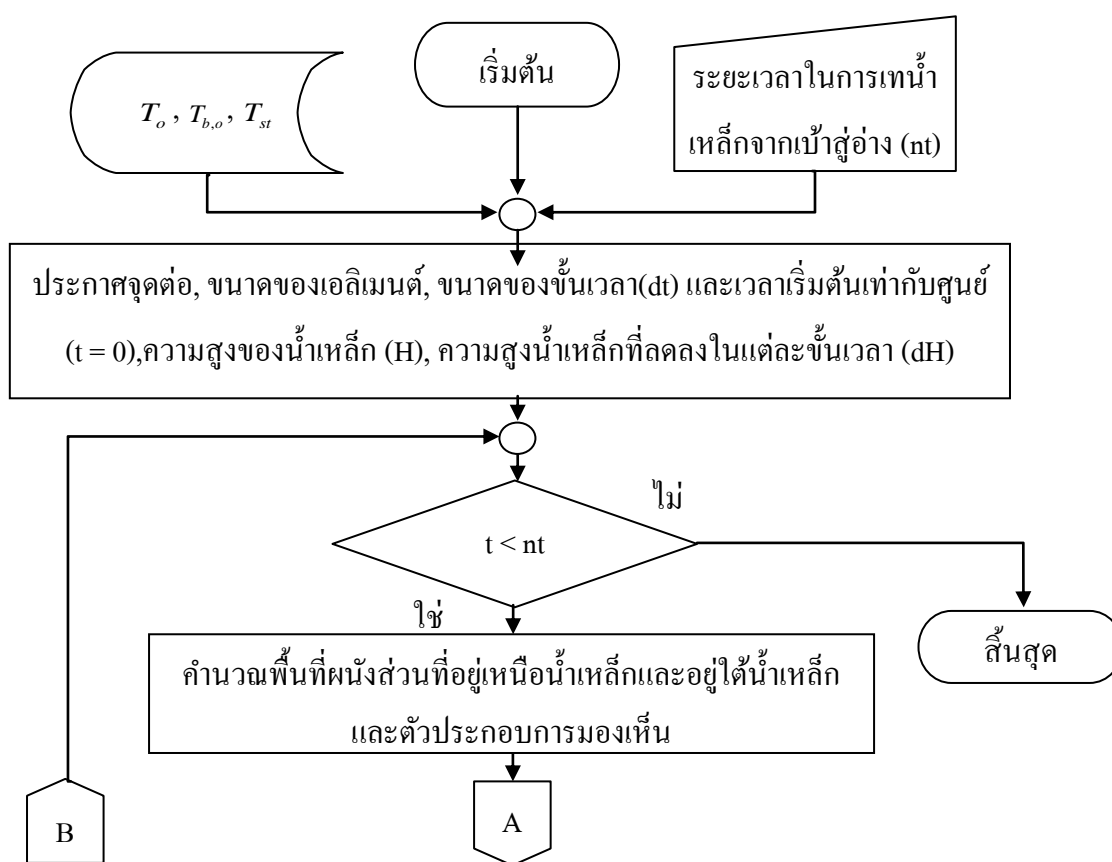 เริ่มต้น
T_o , T_{b,o} , T_{st}
ระยะเวลาในการเทน้ำ
เหล็กจากเบ้าสู่อ่าง (nt)
ประกาศจุดต่อ, ขนาดของเอลิเมนต์, ขนาดของขั้นเวลา(dt) และเวลาเริ่มต้นเท่ากับศูนย์
(t = 0),ความสูงของน้ำเหล็ก (H), ความสูงน้ำเหล็กที่ลดลงในแต่ละขั้นเวลา (dH)
ไม่
t < nt
ใช่
สิ้นสุด
คำนวณพื้นที่ผนังส่วนที่อยู่เหนือน้ำเหล็กและอยู่ใต้น้ำเหล็ก
และตัวประกอบการมองเห็น
B
A